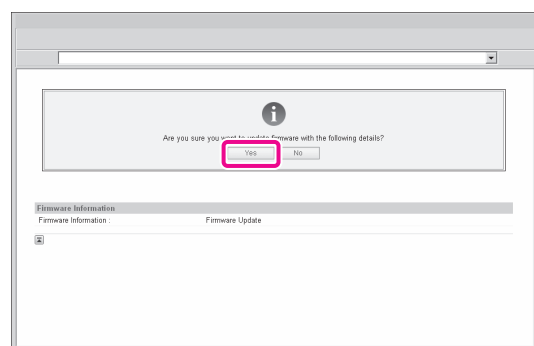 Are you sure you want to update firmware with the following details?
Yes No
Firmware Information
Firmware Information : Firmware Update